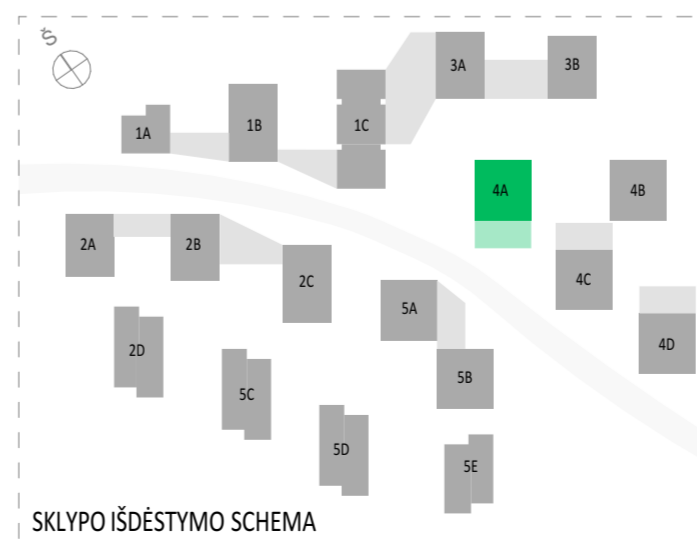 Š
3A
3B
1A
1B
1C
4A
4B
2A
2B
2C
4C
5A
4D
2D
5B
5C
5D
5E
SKLYPO IŠDĖSTYMO SCHEMA